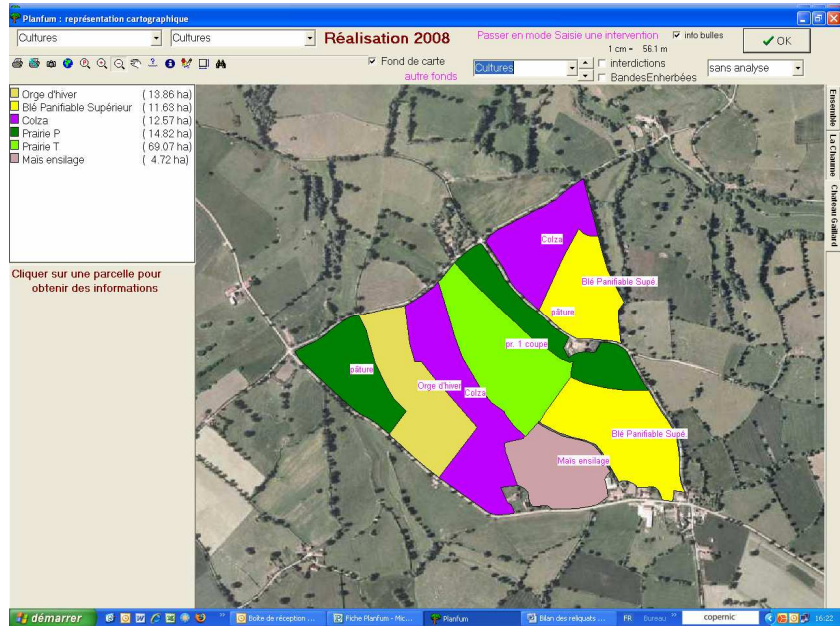 Planfum : représentation cartographique
Cultures Cultures Réalisation 2008 Passer en mode Saisie une intervention info bulles OK
1 cm = 56.1 m
Fond de carte interdictions
autre fonds Cultures BandesEnherbées sans analyse
Orge d'hiver ( 13.86 ha)
Blé Panifiable Supérieur ( 11.63 ha)
Colza ( 12.57 ha)
Prairie P ( 14.82 ha)
Prairie T ( 69.07 ha)
Maïs ensilage ( 4.72 ha)
Cliquer sur une parcelle pour
obtenir des informations
Ensemble
La Chaume
Chateau Gaillard
Colza
Blé Panifiable Supé.
pâture
pr. 1 coupe
pâture
Orge d'hiver
Colza
Blé Panifiable Supé.
Maïs ensilage
démarrer Boîte de réception ... Fiche Planfum - Mic... Planfum Bilan des reliquats ... FR Bureau copernic 16:22